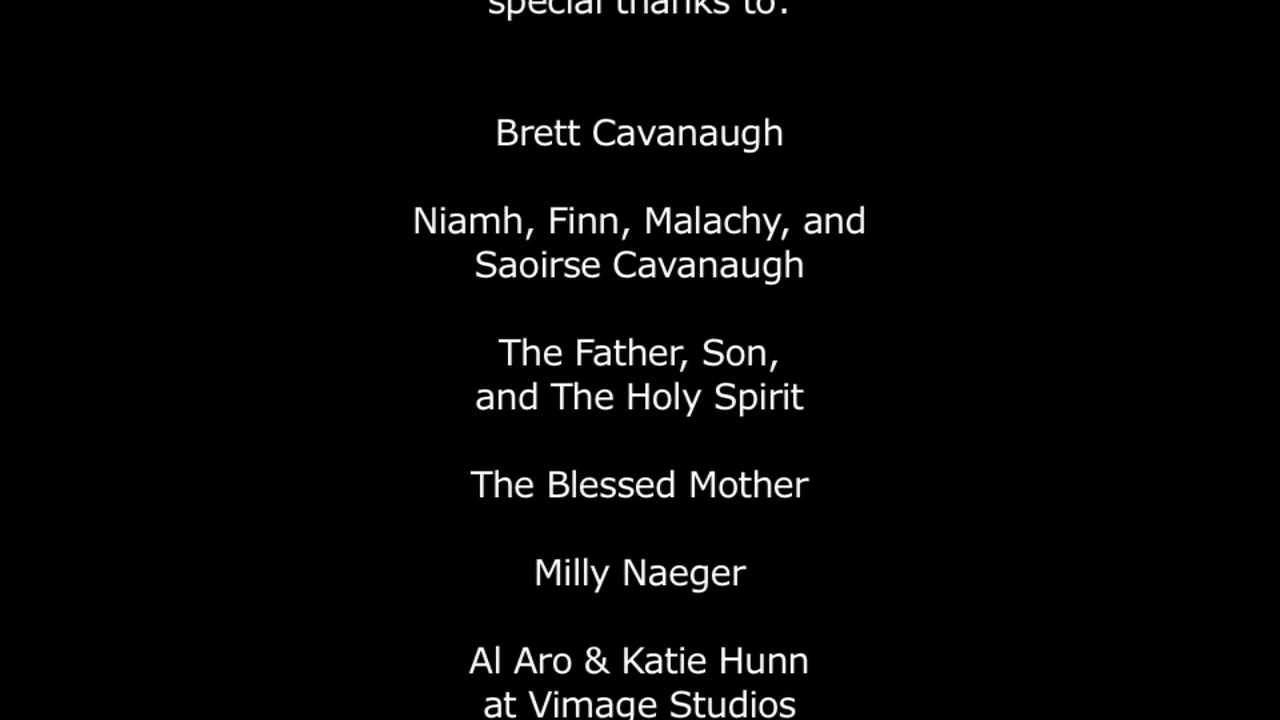 special thanks to:
Brett Cavanaugh
Niamh, Finn, Malachy, and
Saoirse Cavanaugh
The Father, Son,
and The Holy Spirit
The Blessed Mother
Milly Naeger
Al Aro & Katie Hunn
at Vimage Studios